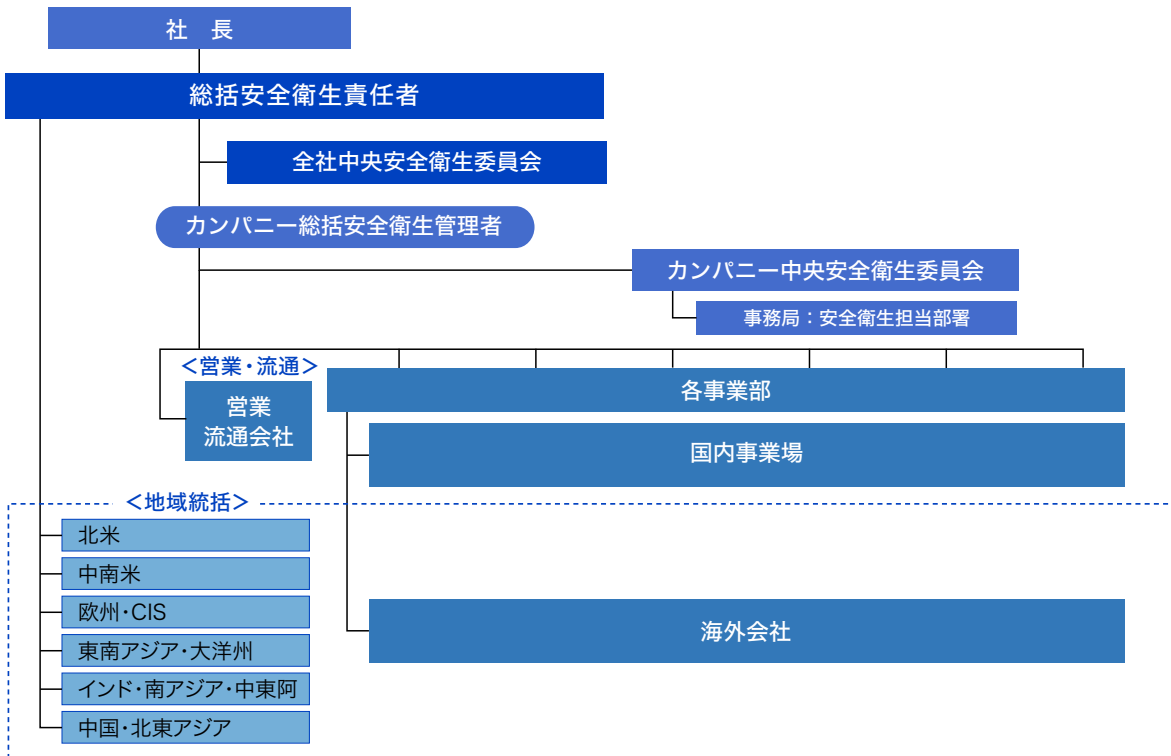 社　長
総括安全衛生責任者
全社中央安全衛生委員会
カンパニー総括安全衛生管理者
カンパニー中央安全衛生委員会
事務局：安全衛生担当部署
＜営業・流通＞
営業
流通会社
各事業部
国内事業場
＜地域統括＞
北米
中南米
欧州・CIS
東南アジア・大洋州
インド・南アジア・中東阿
中国・北東アジア
海外会社